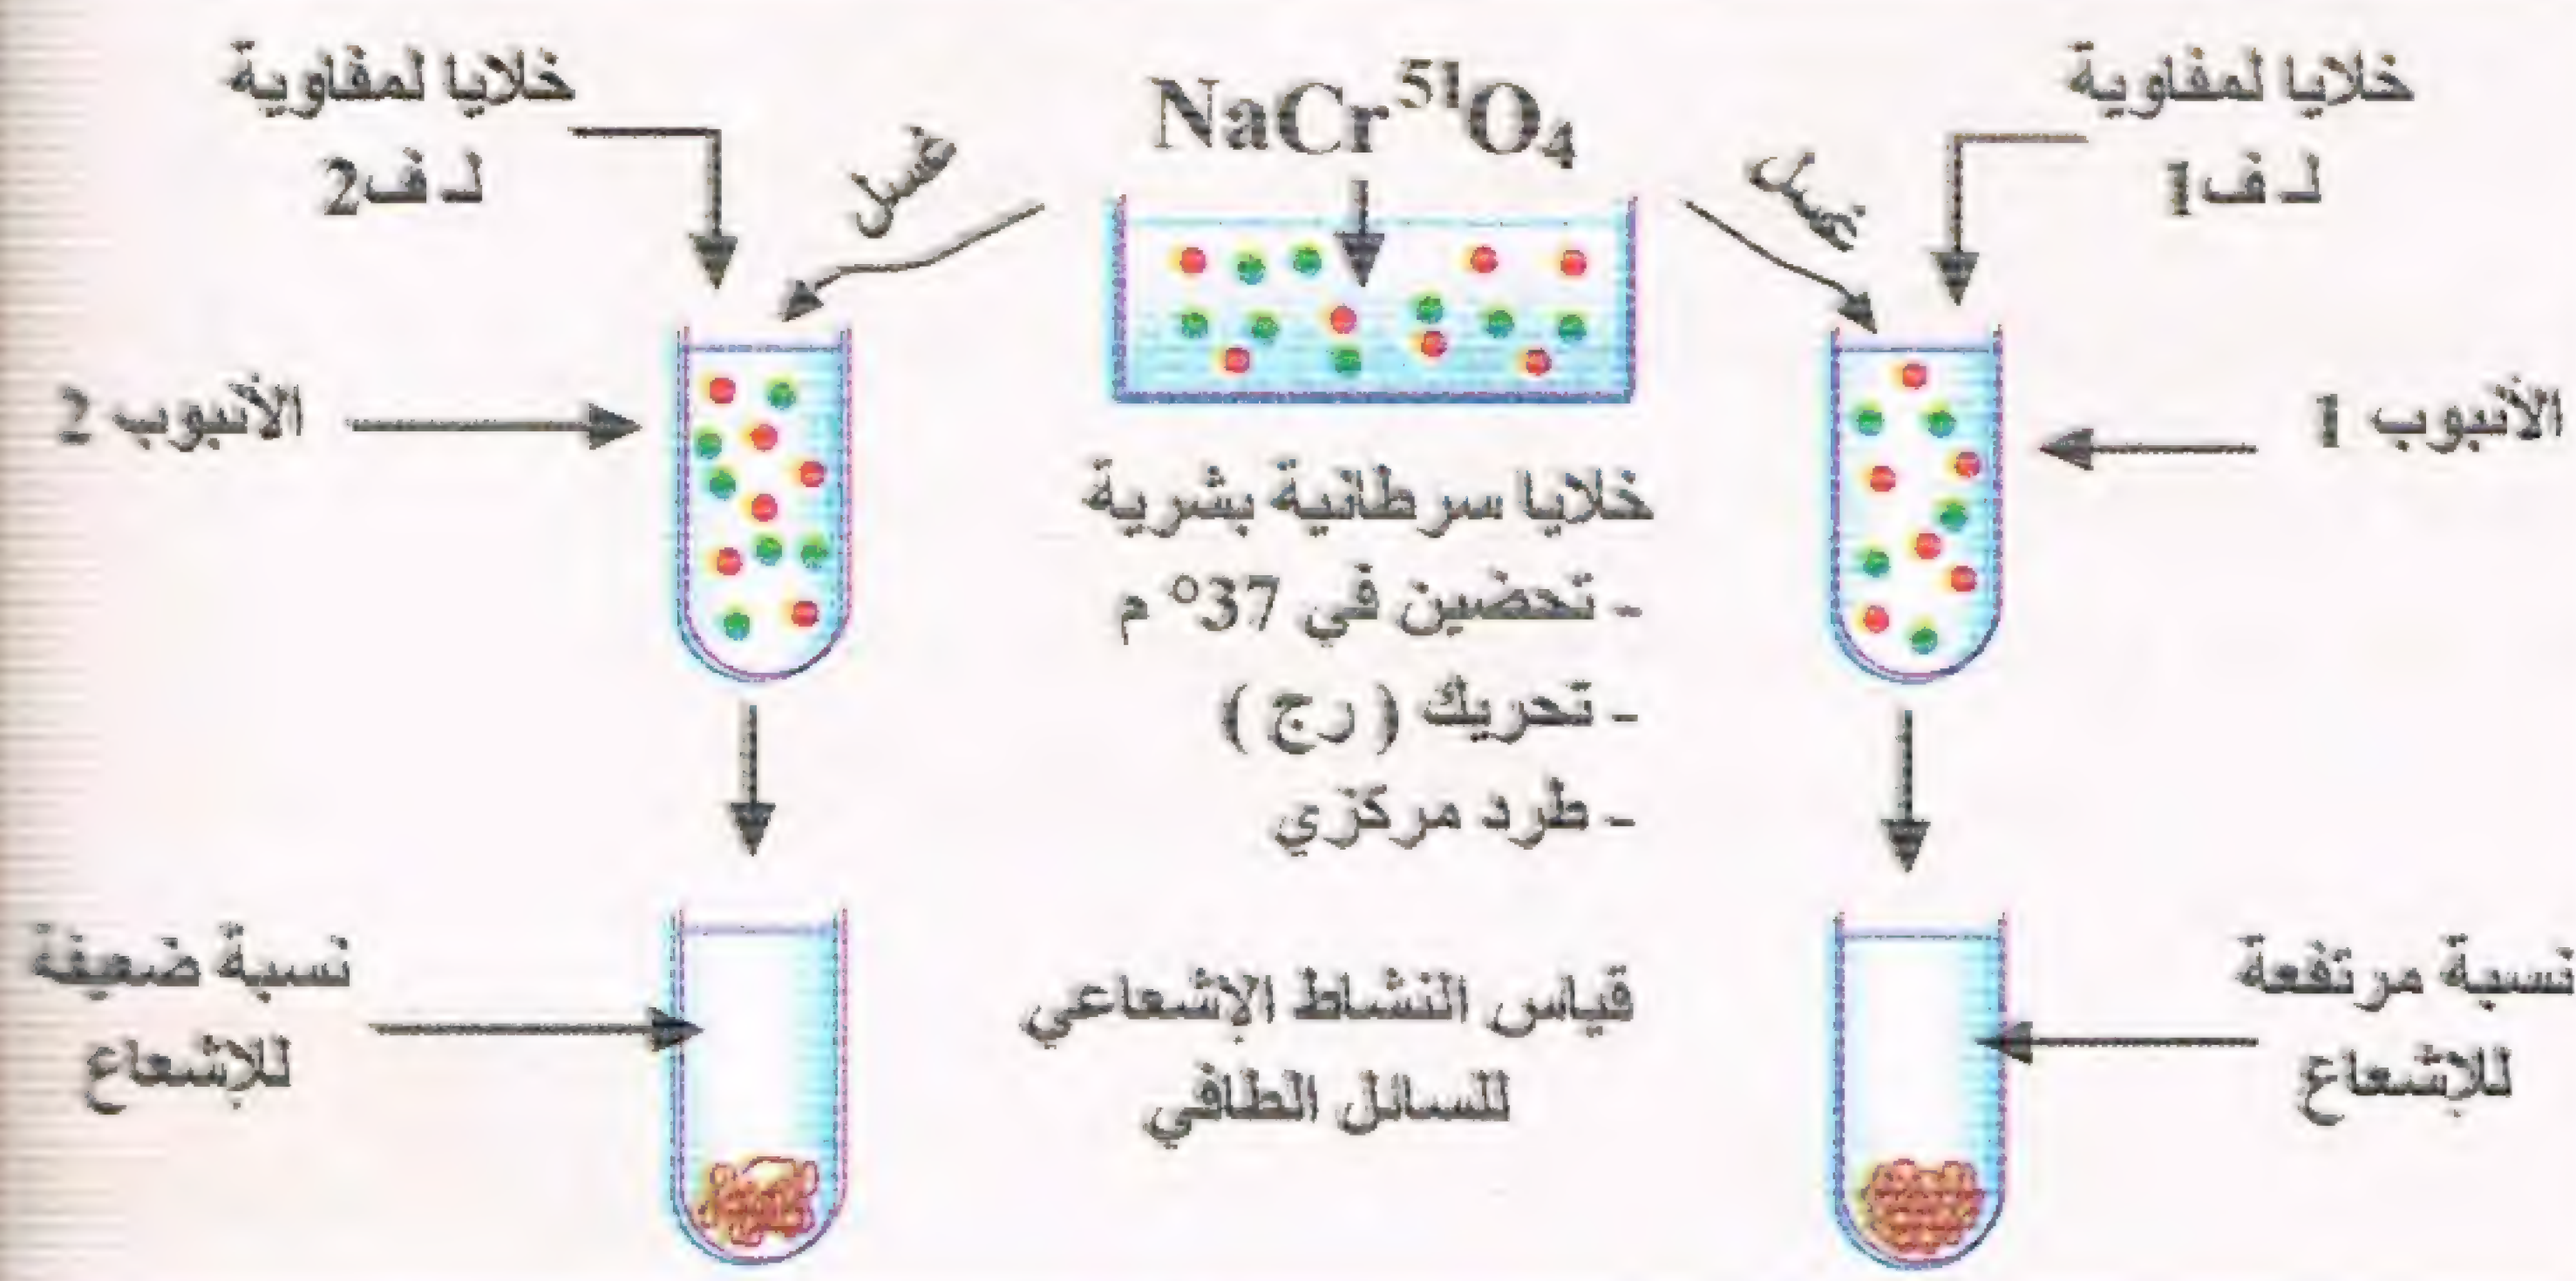 خلايا لمفاوية
لـ ف1
NaCr⁵¹O₄
خلايا لمفاوية
لـ ف2
غسل
غسل
الأنبوب 1
الأنبوب 2
خلايا سرطانية بشرية
- تحضين في 37° م
- تحريك ( رج )
- طرد مركزي
نسبة مرتفعة
للإشعاع
قياس النشاط الإشعاعي
للسائل الطافي
نسبة ضعيفة
للإشعاع